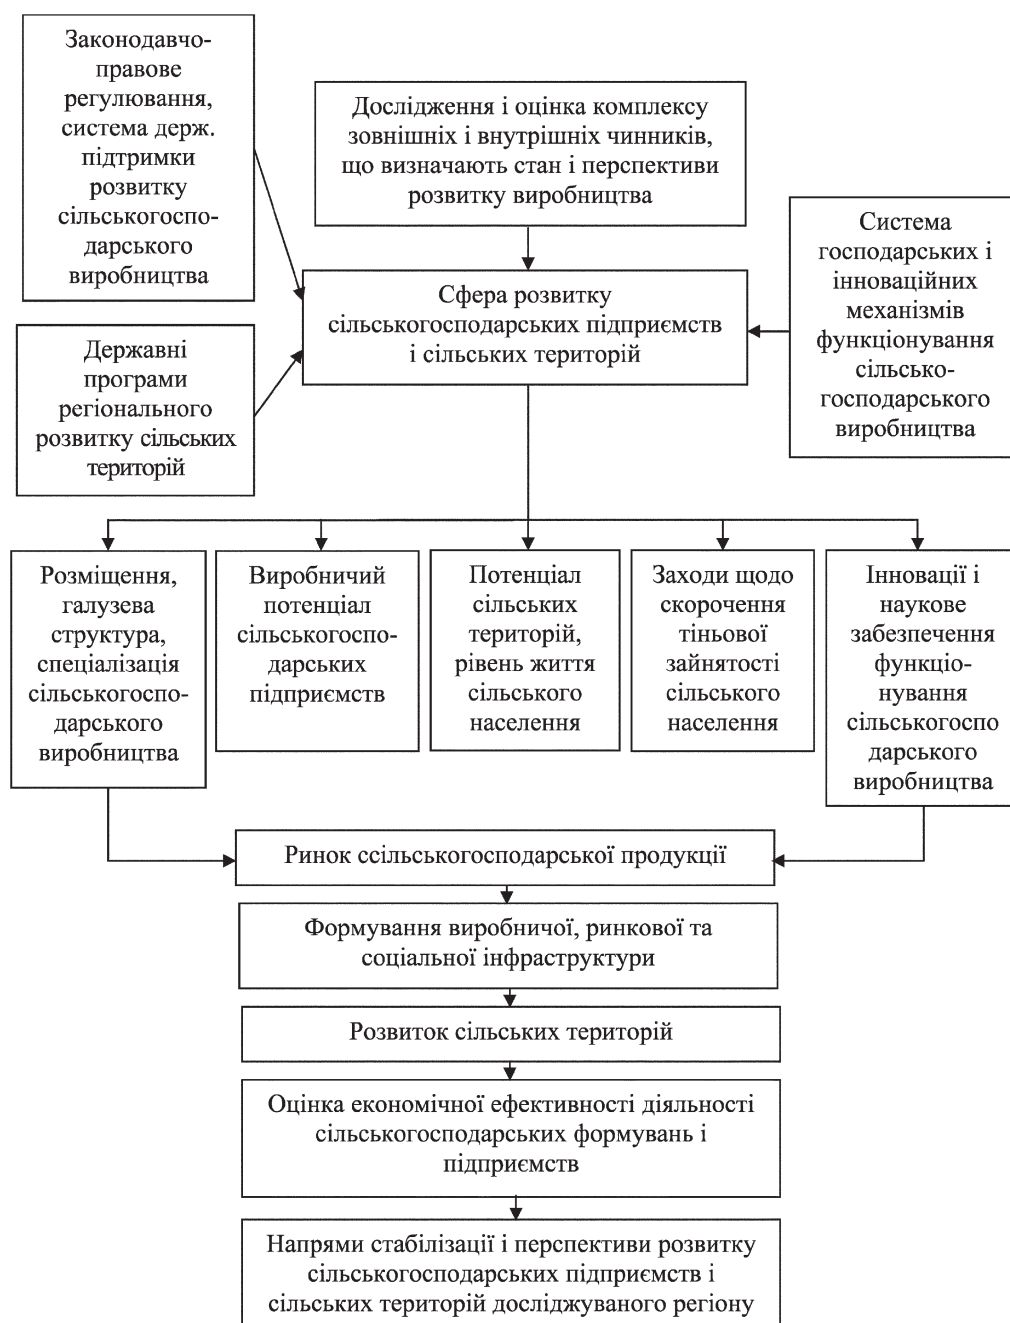 Законодавчо-
правове
регулювання,
система держ.
підтримки
розвитку
сільськогоспо-
дарського
виробництва
Дослідження і оцінка комплексу
зовнішніх і внутрішніх чинників,
що визначають стан і перспективи
розвитку виробництва
Система
господарських і
інноваційних
механізмів
функціонування
сільсько-
господарського
виробництва
Сфера розвитку
сільськогосподарських підприємств
і сільських територій
Державні
програми
регіонального
розвитку сільських
територій
Розміщення,
галузева
структура,
спеціалізація
сільськогоспо-
дарського
виробництва
Виробничий
потенціал
сільськогоспо-
дарських
підприємств
Потенціал
сільських
територій,
рівень життя
сільського
населення
Заходи щодо
скорочення
тіньової
зайнятості
сільського
населення
Інновації і
наукове
забезпечення
функціо-
нування
сільськогоспо
дарського
виробництва
Ринок ссільськогосподарської продукції
Формування виробничої, ринкової та
соціальної інфраструктури
Розвиток сільських територій
Оцінка економічної ефективності діяльності
сільськогосподарських формувань і
підприємств
Напрями стабілізації і перспективи розвитку
сільськогосподарських підприємств і
сільських територій досліджуваного регіону